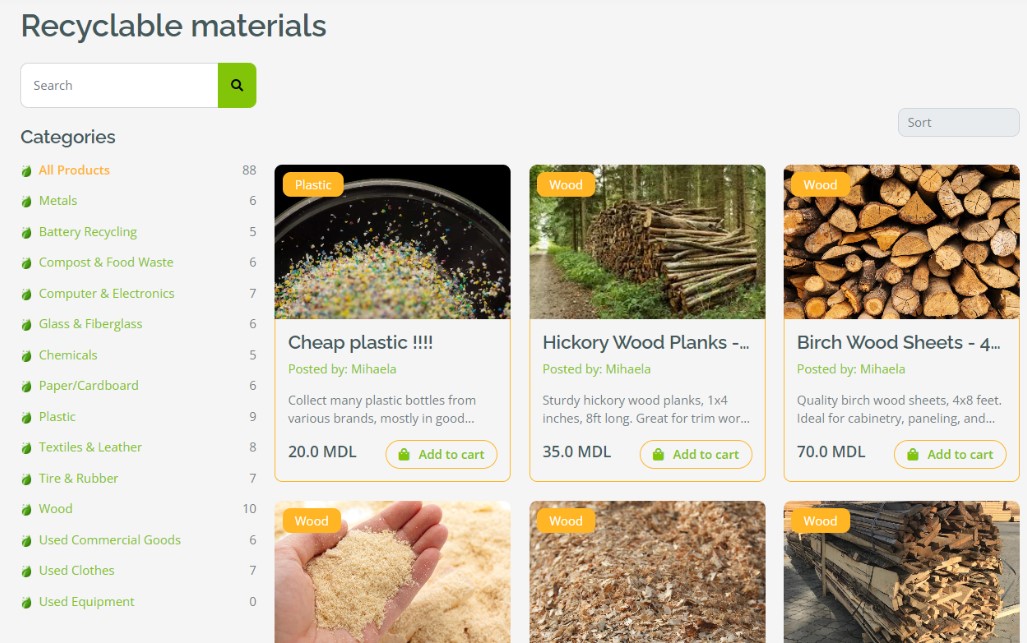 Recyclable materials
Search
Sort
Categories
All Products 88
Metals 6
Battery Recycling 5
Compost & Food Waste 6
Computer & Electronics 7
Glass & Fiberglass 6
Chemicals 5
Paper/Cardboard 6
Plastic 9
Textiles & Leather 8
Tire & Rubber 7
Wood 10
Used Commercial Goods 6
Used Clothes 7
Used Equipment 0
Plastic
Cheap plastic !!!!
Posted by: Mihaela
Collect many plastic bottles from
various brands, mostly in good...
20.0 MDL Add to cart
Wood
Hickory Wood Planks -...
Posted by: Mihaela
Sturdy hickory wood planks, 1x4
inches, 8ft long. Great for trim wor...
35.0 MDL Add to cart
Wood
Birch Wood Sheets - 4...
Posted by: Mihaela
Quality birch wood sheets, 4x8 feet.
Ideal for cabinetry, paneling, and...
70.0 MDL Add to cart
Wood
Wood
Wood